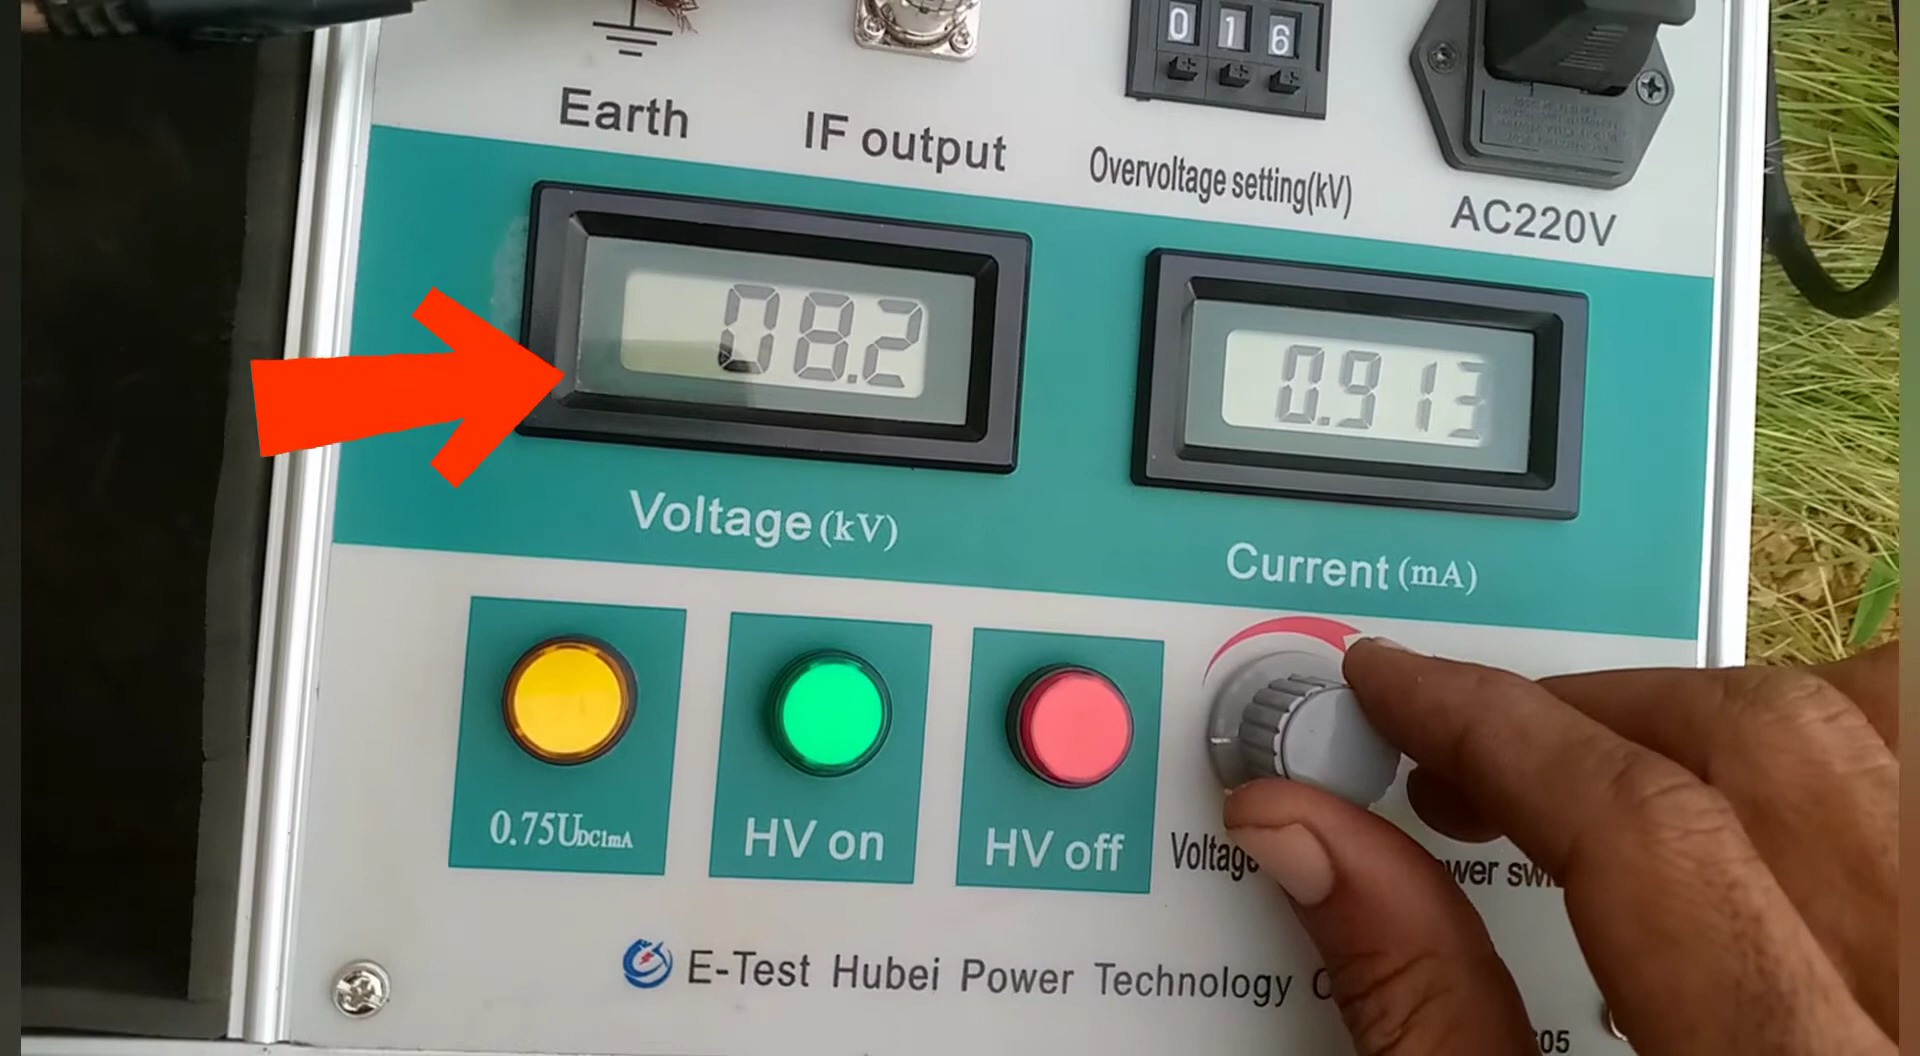 016
Earth
IF output
Overvoltage setting(kV)
AC220V
08.2
0.913
Voltage (kV)
Current (mA)
0.75UDC1mA
HV on
HV off
Voltage
E-Test Hubei Power Technology
05